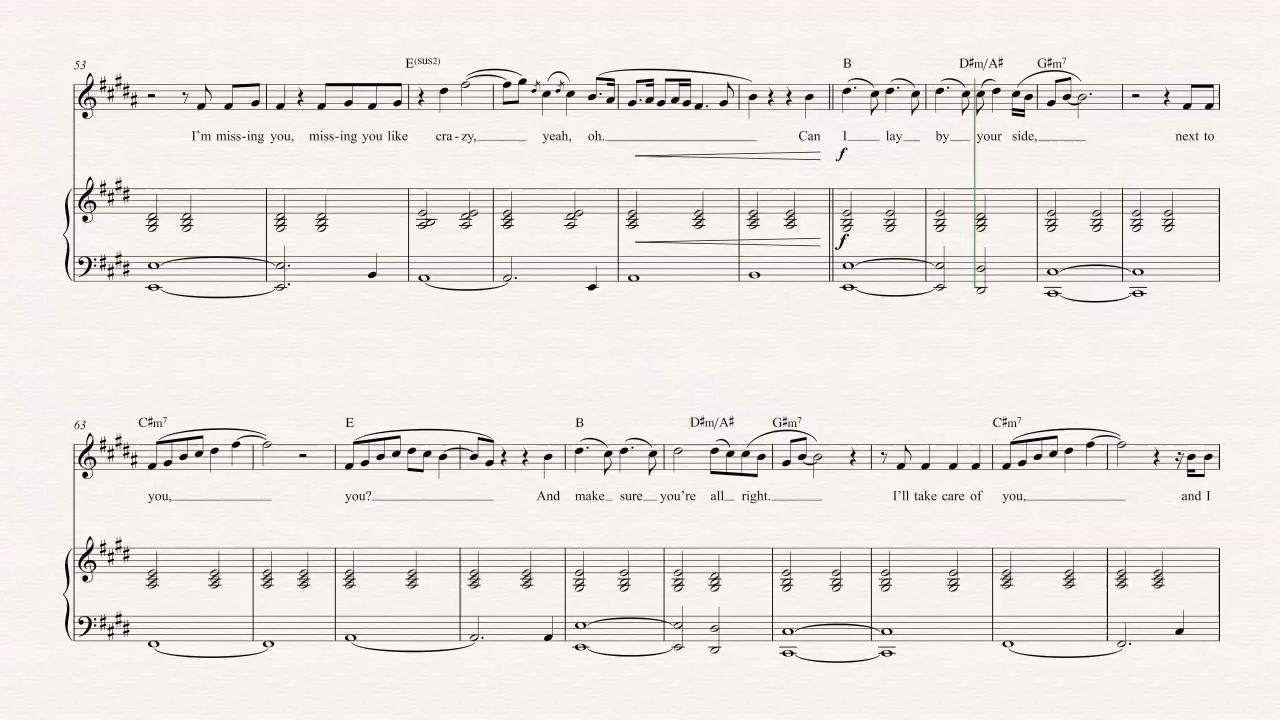 53
E(sus2) B D♯m/A♯ G♯m7
I'm miss-ing you, miss-ing you like cra-zy, yeah, oh. Can I lay by your side, next to
f
f
63
C♯m7 E B D♯m/A♯ G♯m7 C♯m7
you, you? And make sure you're all right. I'll take care of you, and I